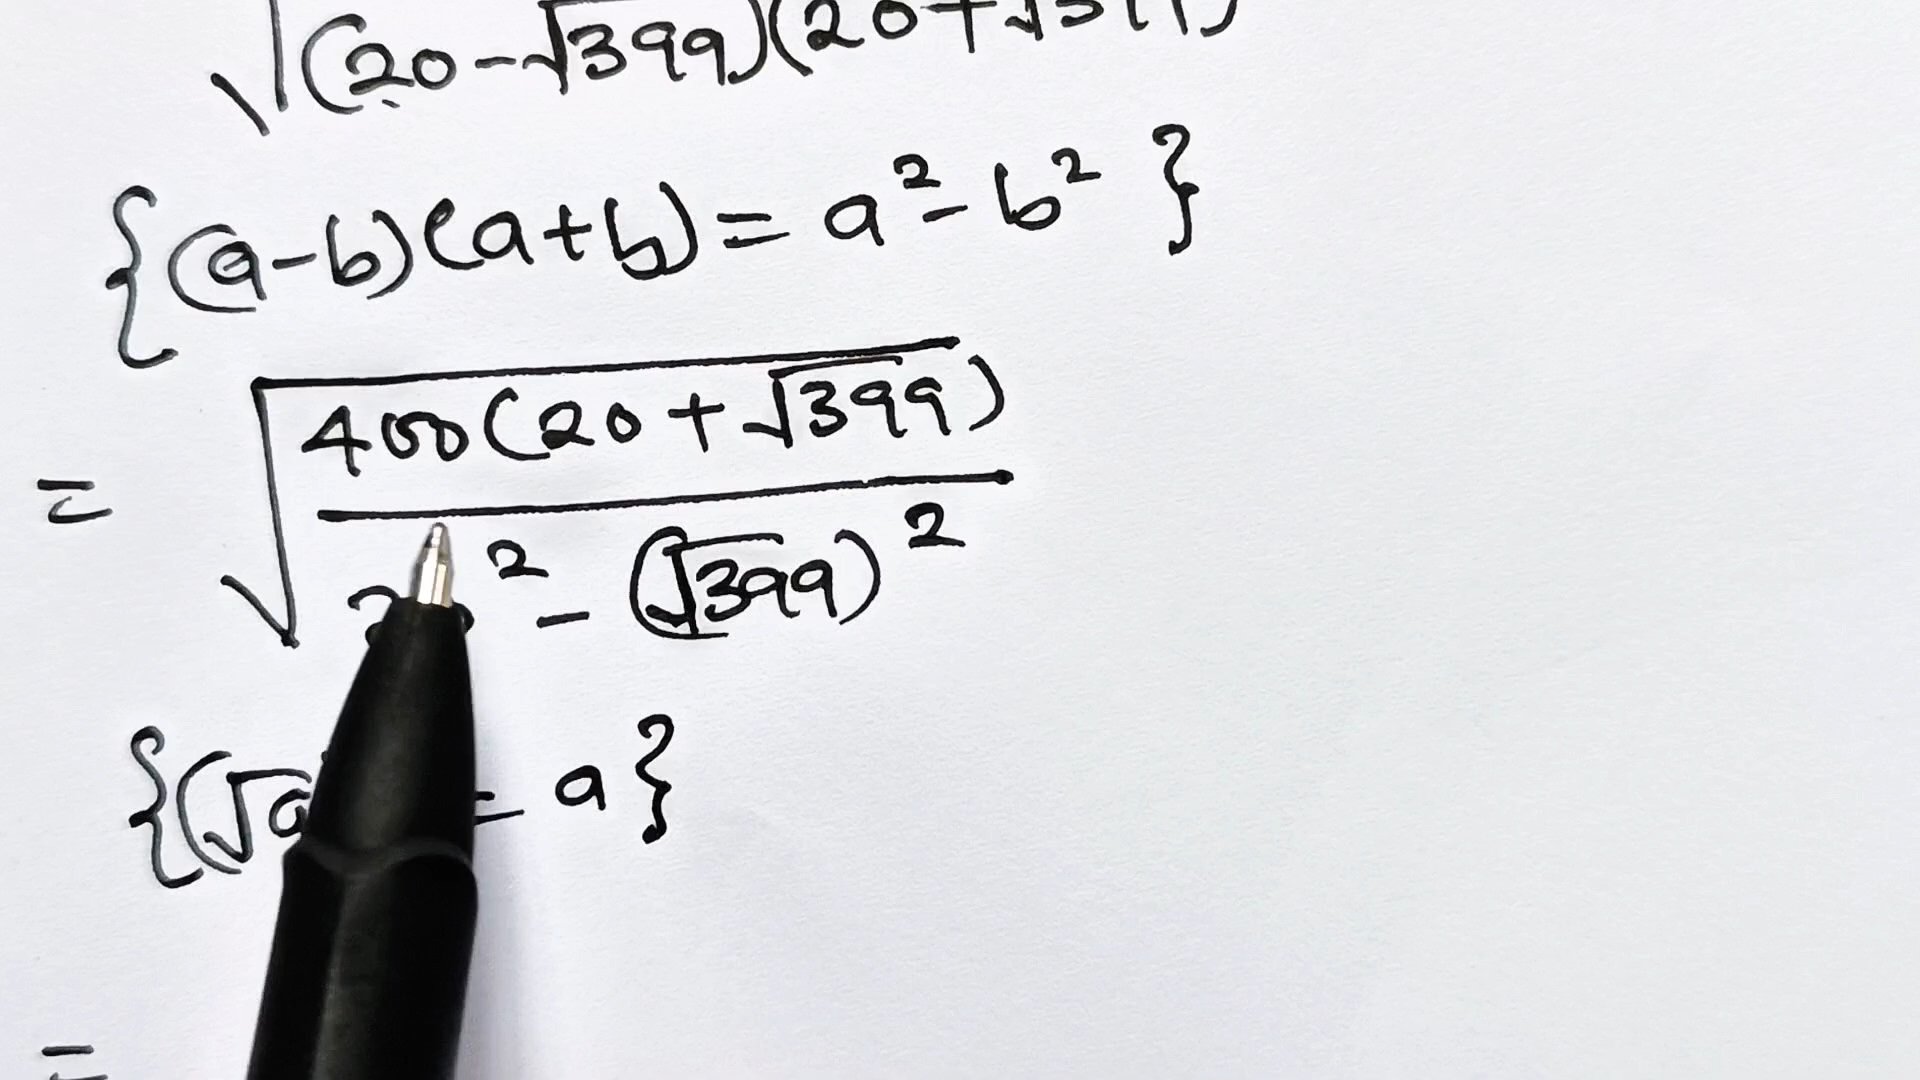 √(20-√399)(20+√399)
{(a-b)(a+b)=a²-b²}
= √400(20+√399)
² - (√399)²
{(√a = a}
=